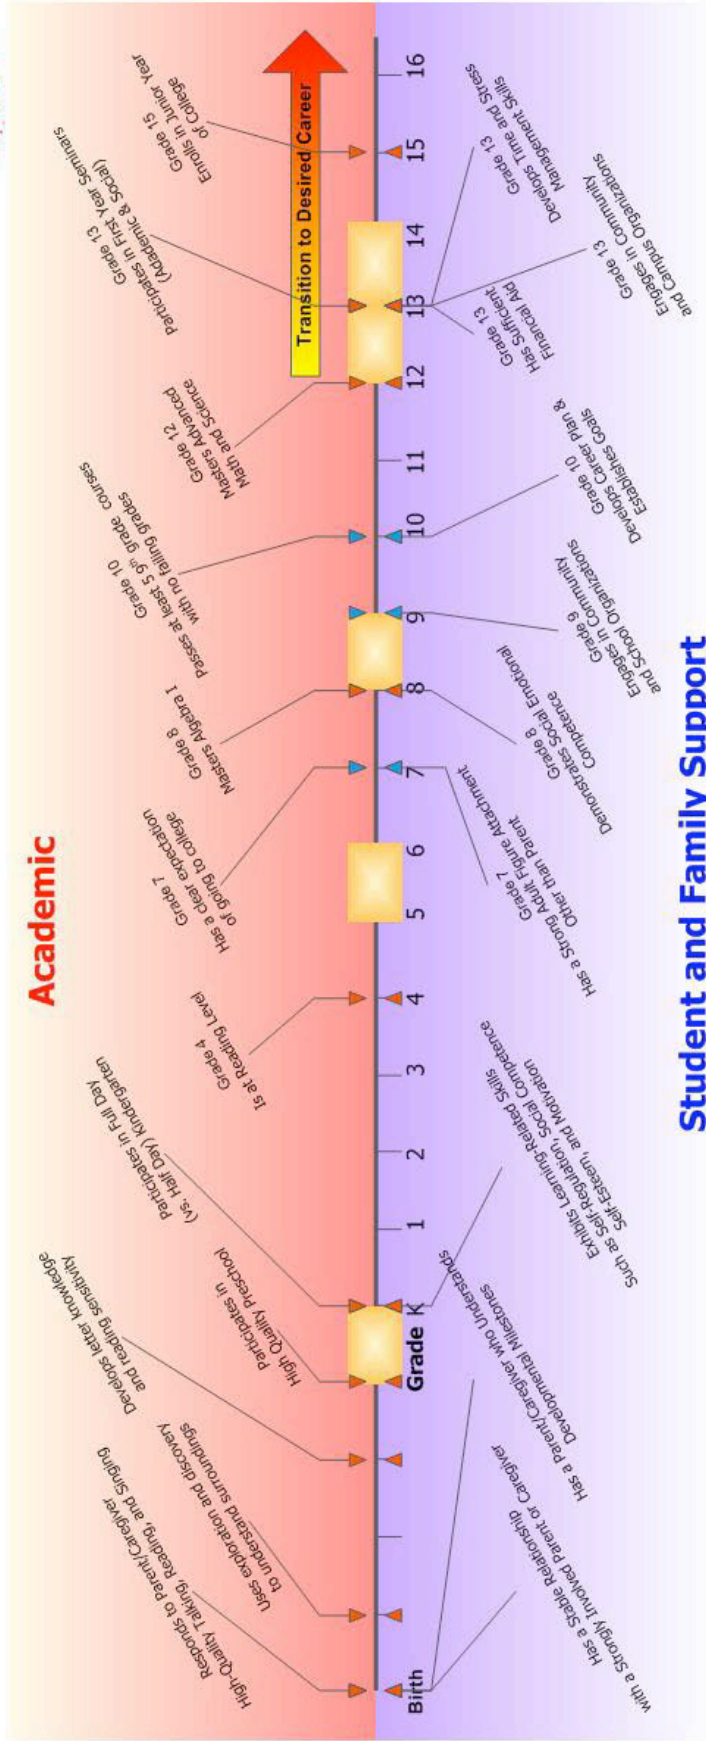 Academic
Responds to Parent/Caregiver
High-Quality Talking, Reading, and Singing
Uses exploration and discovery
to understand surroundings
Develops letter knowledge
and reading sensitivity
Participates in
High Quality Preschool
Participates in Full Day
(vs. Half Day) Kindergarten
Grade 4
Is at Reading Level
Grade 7
Has a clear expectation
of going to college
Grade 8
Masters Algebra I
Grade 10
Passes at least 5 9th grade courses
with no failing grades
Grade 12
Masters Advanced
Math and Science
Grade 13
Participates in First Year Seminars
(Adademic & Social)
Grade 15
Enrolls in Junior Year
of College
Transition to Desired Career
Birth
Grade
K
1
2
3
4
5
6
7
8
9
10
11
12
13
14
15
16
Has a Stable Relationship
with a Strongly Involved Parent or Caregiver
Has a Parent/Caregiver who Understands
Developmental Milestones
Exhibits Learning-Related Skills
Such as Self-Regulation, Social Competence
Self-Esteem, and Motivation
Grade 7
Has a Strong Adult Figure Attachment
Other than Parent
Grade 8
Demonstrates Social Emotional
Competence
Grade 9
Engages in Community
and School Organizations
Grade 10
Develops Career Plan &
Establishes Goals
Grade 13
Has Sufficient
Financial Aid
Grade 13
Engages in Community
and Campus Organizations
Grade 13
Develops Time and Stress
Management Skills
Student and Family Support